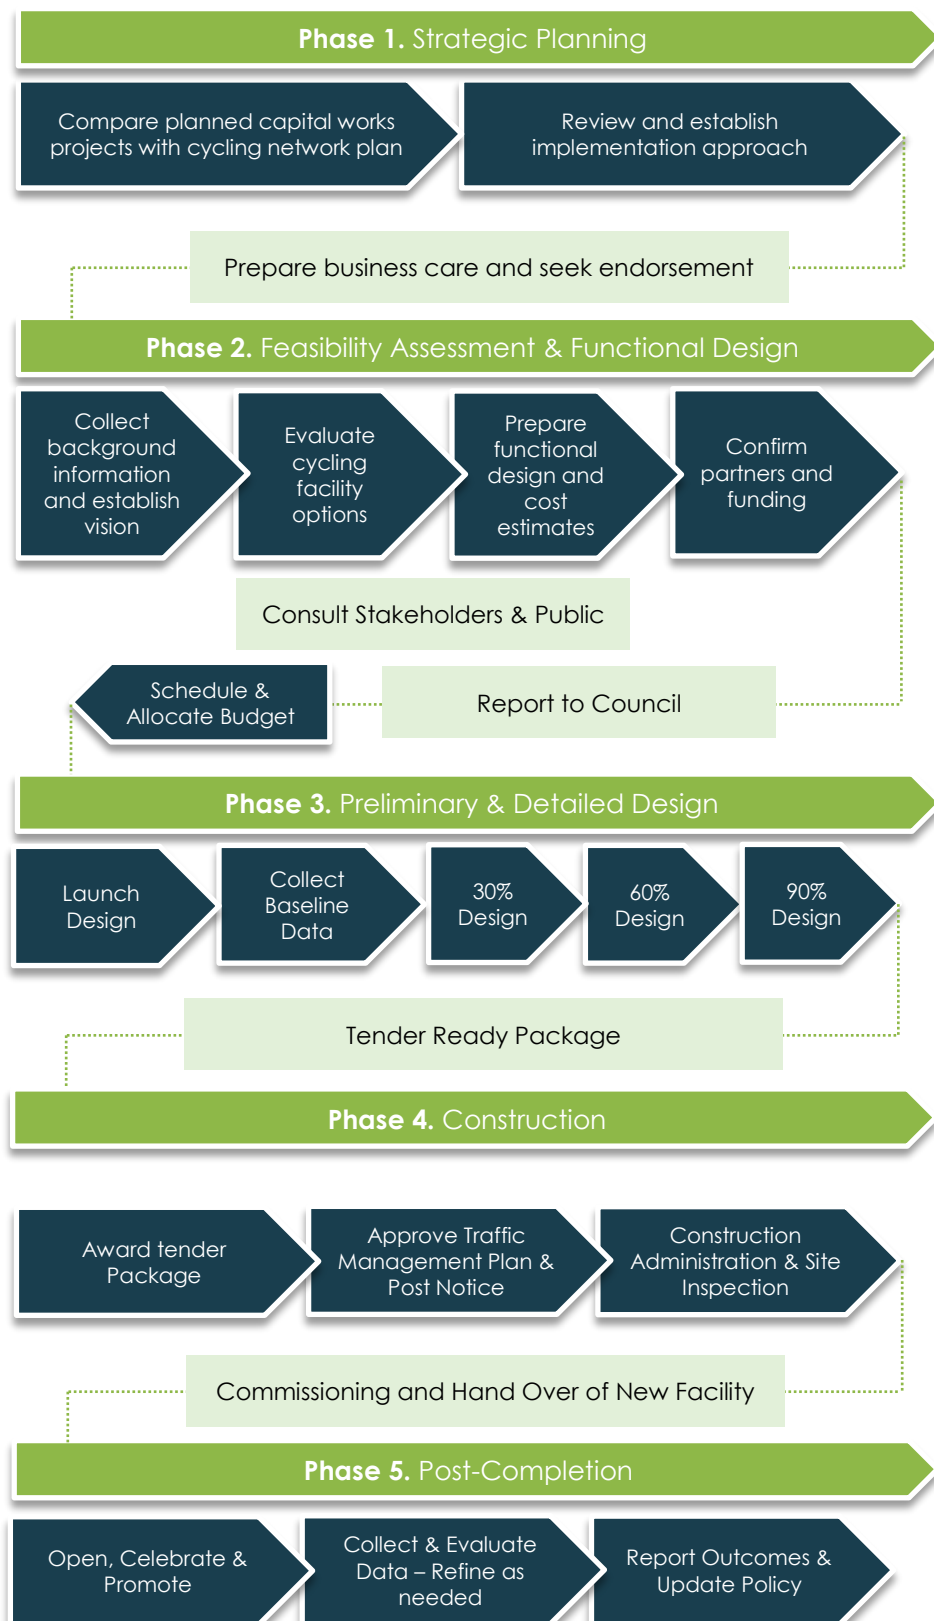 Phase 1. Strategic Planning
Compare planned capital works
projects with cycling network plan
Review and establish
implementation approach
Prepare business care and seek endorsement
Phase 2. Feasibility Assessment & Functional Design
Collect
background
information
and establish
vision
Evaluate
cycling
facility
options
Prepare
functional
design and
cost
estimates
Confirm
partners and
funding
Consult Stakeholders & Public
Schedule &
Allocate Budget
Report to Council
Phase 3. Preliminary & Detailed Design
Launch
Design
Collect
Baseline
Data
30%
Design
60%
Design
90%
Design
Tender Ready Package
Phase 4. Construction
Award tender
Package
Approve Traffic
Management Plan &
Post Notice
Construction
Administration & Site
Inspection
Commissioning and Hand Over of New Facility
Phase 5. Post-Completion
Open, Celebrate &
Promote
Collect & Evaluate
Data – Refine as
needed
Report Outcomes &
Update Policy